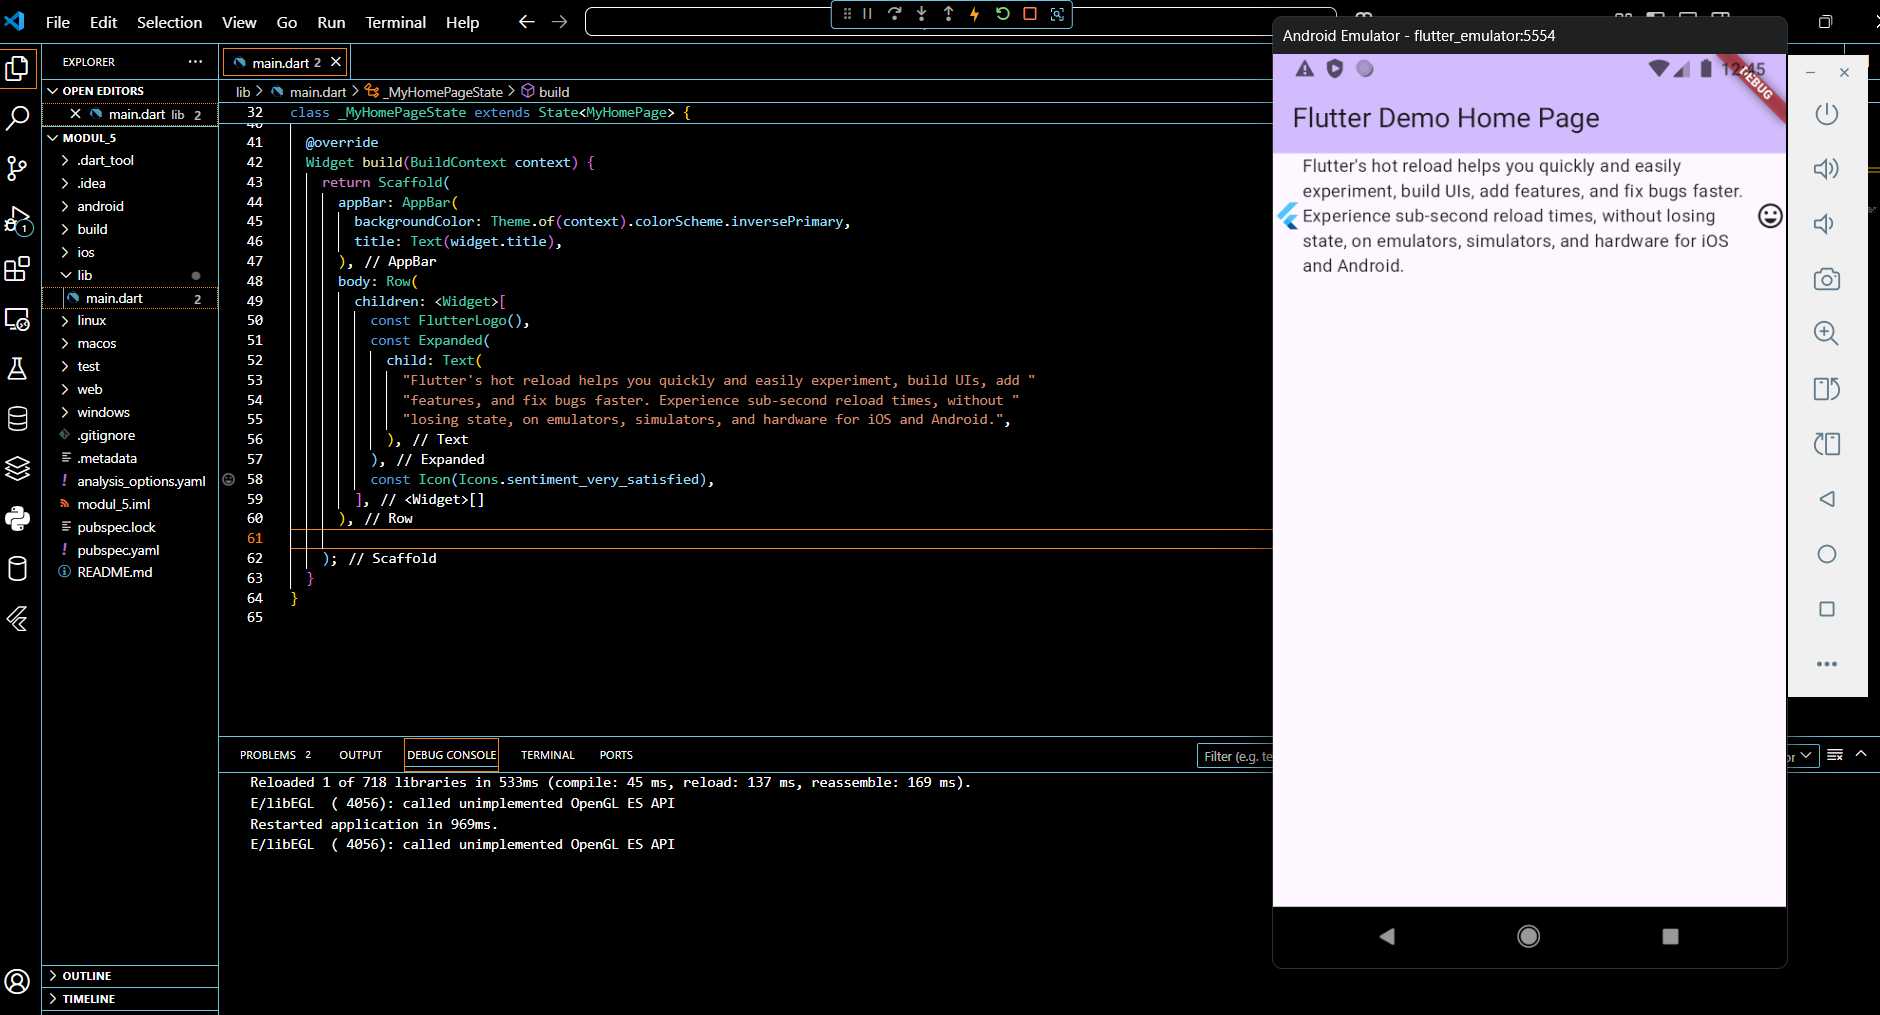 File Edit Selection View Go Run Terminal Help
EXPLORER
OPEN EDITORS
main.dart lib 2
MODUL_5
.dart_tool
.idea
android
build
ios
lib
main.dart 2
linux
macos
test
web
windows
.gitignore
.metadata
analysis_options.yaml
modul_5.iml
pubspec.lock
pubspec.yaml
README.md
OUTLINE
TIMELINE
1
main.dart 2
lib > main.dart > _MyHomePageState > build
32 class _MyHomePageState extends State<MyHomePage> {
41 @override
42 Widget build(BuildContext context) {
43 return Scaffold(
44 appBar: AppBar(
45 backgroundColor: Theme.of(context).colorScheme.inversePrimary,
46 title: Text(widget.title),
47 ), // AppBar
48 body: Row(
49 children: <Widget>[
50 const FlutterLogo(),
51 const Expanded(
52 child: Text(
53 "Flutter's hot reload helps you quickly and easily experiment, build UIs, add "
54 "features, and fix bugs faster. Experience sub-second reload times, without "
55 "losing state, on emulators, simulators, and hardware for iOS and Android.",
56 ), // Text
57 ), // Expanded
58 const Icon(Icons.sentiment_very_satisfied),
59 ], // <Widget>[]
60 ), // Row
61
62 ); // Scaffold
63 }
64 }
65
PROBLEMS 2 OUTPUT DEBUG CONSOLE TERMINAL PORTS
Filter (e.g. te
Reloaded 1 of 718 libraries in 533ms (compile: 45 ms, reload: 137 ms, reassemble: 169 ms).
E/libEGL ( 4056): called unimplemented OpenGL ES API
Restarted application in 969ms.
E/libEGL ( 4056): called unimplemented OpenGL ES API
Android Emulator - flutter_emulator:5554
12:45
DEBUG
Flutter Demo Home Page
Flutter's hot reload helps you quickly and easily
experiment, build UIs, add features, and fix bugs faster.
Experience sub-second reload times, without losing
state, on emulators, simulators, and hardware for iOS
and Android.